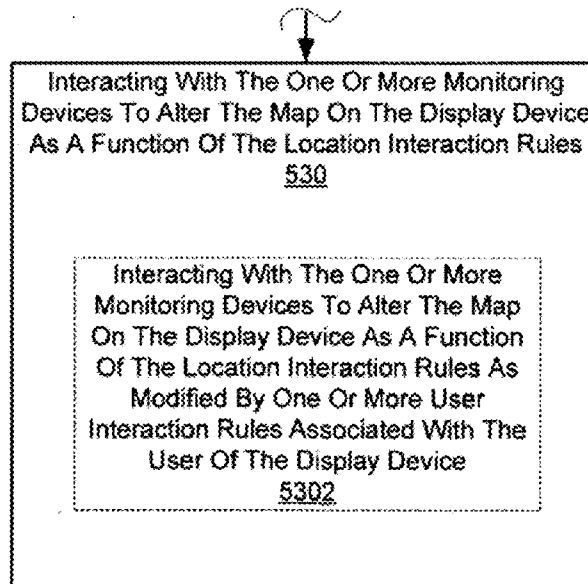 Interacting With The One Or More Monitoring
Devices To Alter The Map On The Display Device
As A Function Of The Location Interaction Rules
530
Interacting With The One Or More
Monitoring Devices To Alter The Map
On The Display Device As A Function
Of The Location Interaction Rules As
Modified By One Or More User
Interaction Rules Associated With The
User Of The Display Device
5302